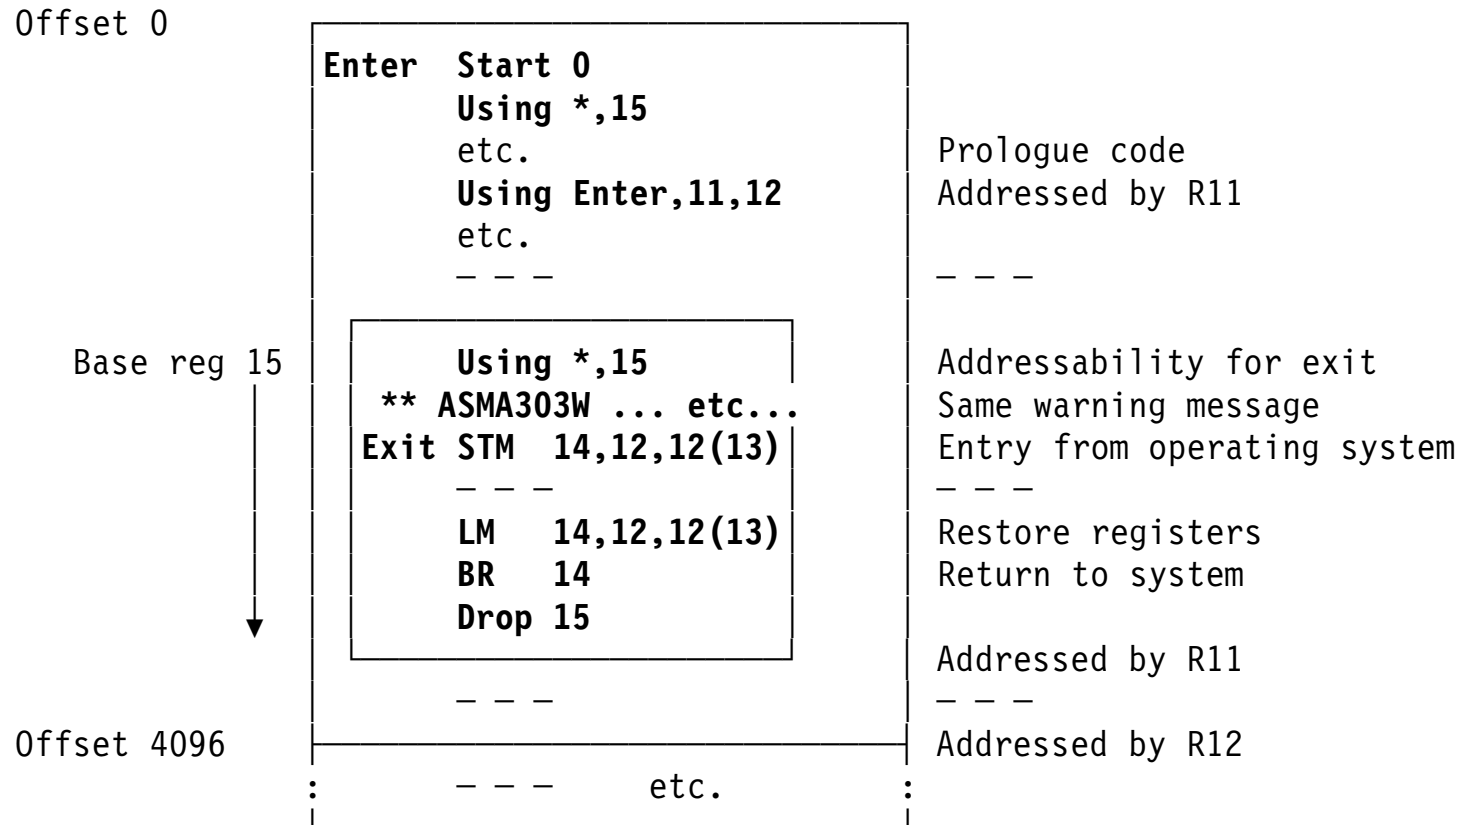 Offset 0
Enter Start 0
Using *,15
etc. Prologue code
Using Enter,11,12 Addressed by R11
etc.
— — — — — —
Base reg 15 Using *,15 Addressability for exit
** ASMA303W ... etc... Same warning message
Exit STM 14,12,12(13) Entry from operating system
— — — — — —
LM 14,12,12(13) Restore registers
BR 14 Return to system
Drop 15
Addressed by R11
— — — — — —
Offset 4096 Addressed by R12
: — — — etc. :